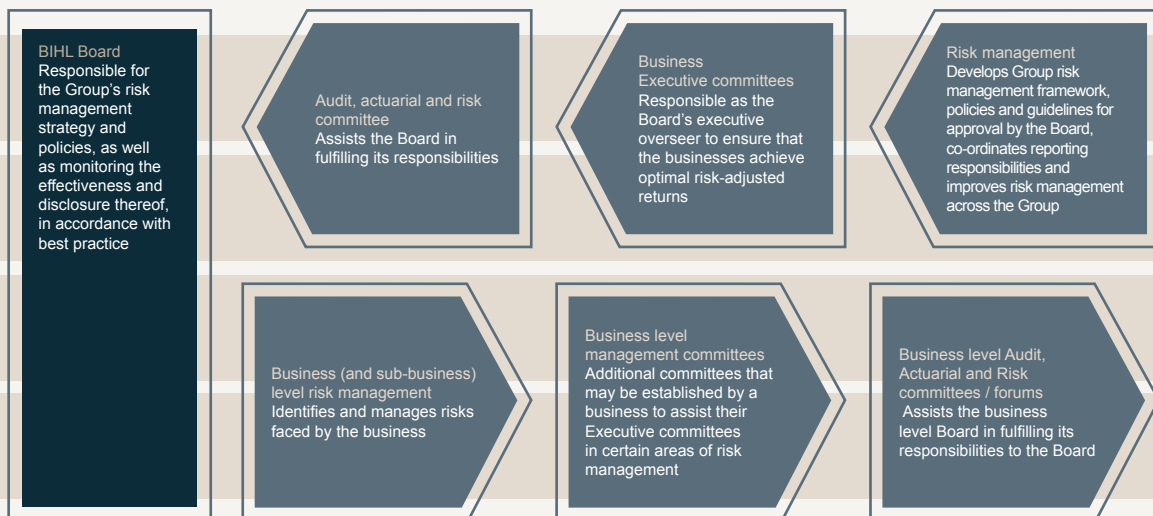 BIHL Board
Responsible for
the Group's risk
management
strategy and
policies, as well
as monitoring the
effectiveness and
disclosure thereof,
in accordance with
best practice
Audit, actuarial and risk
committee
Assists the Board in
fulfilling its responsibilities
Business
Executive committees
Responsible as the
Board's executive
overseer to ensure that
the businesses achieve
optimal risk-adjusted
returns
Risk management
Develops Group risk
management framework,
policies and guidelines for
approval by the Board,
co-ordinates reporting
responsibilities and
improves risk management
across the Group
Business (and sub-business)
level risk management
Identifies and manages risks
faced by the business
Business level
management committees
Additional committees that
may be established by a
business to assist their
Executive committees
in certain areas of risk
management
Business level Audit,
Actuarial and Risk
committees / forums
Assists the business
level Board in fulfilling its
responsibilities to the Board